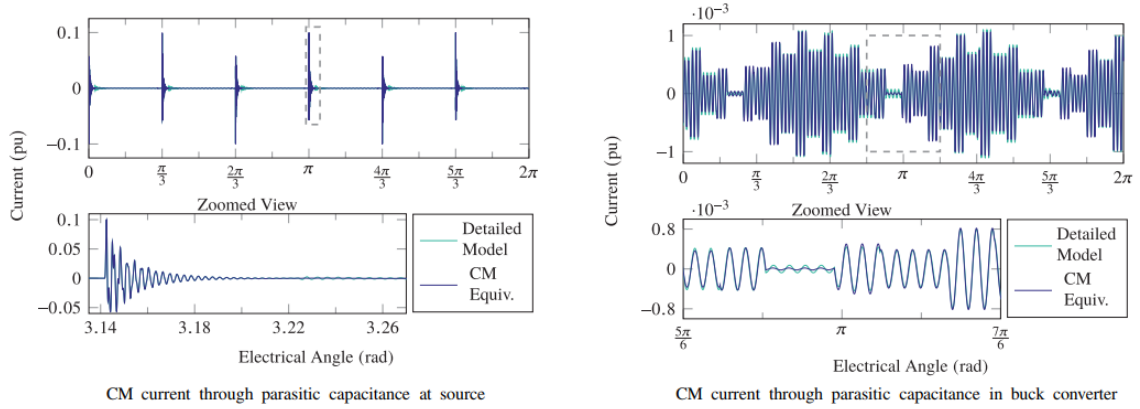 0.1
0
−0.1
0
π/3
2π/3
π
4π/3
5π/3
2π
Current (pu)
Zoomed View
0.1
0.05
0.00
−0.05
3.14
3.18
3.22
3.26
Detailed
Model
CM
Equiv.
Electrical Angle (rad)
CM current through parasitic capacitance at source
·10⁻³
1
0
−1
0
π/3
2π/3
π
4π/3
5π/3
2π
Current (pu)
Zoomed View
·10⁻³
0.8
0
−0.8
5π/6
π
7π/6
Detailed
Model
CM
Equiv.
Electrical Angle (rad)
CM current through parasitic capacitance in buck converter